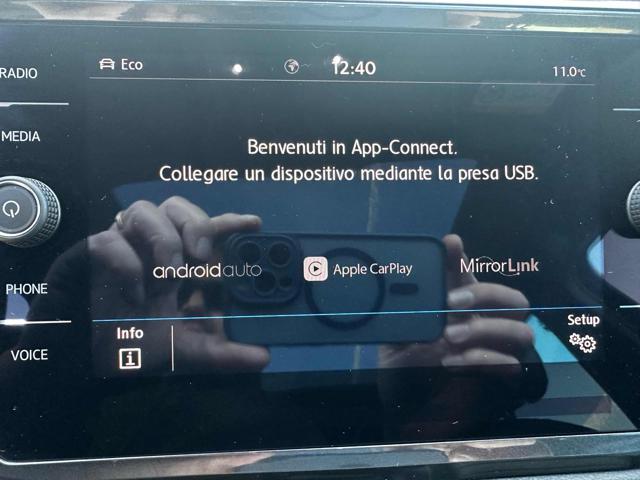 RADIO
Eco
12:40
11.0°c
MEDIA
Benvenuti in App-Connect.
Collegare un dispositivo mediante la presa USB.
androidauto
Apple CarPlay
MirrorLink
PHONE
Info
Setup
VOICE